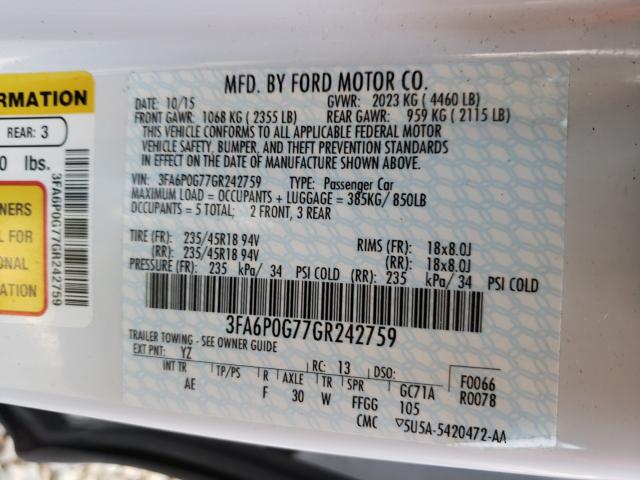 MFD. BY FORD MOTOR CO.
DATE: 10/15 GVWR: 2023 KG ( 4460 LB)
FRONT GAWR: 1068 KG ( 2355 LB) REAR GAWR: 959 KG ( 2115 LB)
THIS VEHICLE CONFORMS TO ALL APPLICABLE FEDERAL MOTOR
VEHICLE SAFETY, BUMPER, AND THEFT PREVENTION STANDARDS
IN EFFECT ON THE DATE OF MANUFACTURE SHOWN ABOVE.
VIN: 3FA6P0G77GR242759 TYPE: Passenger Car
MAXIMUM LOAD = OCCUPANTS + LUGGAGE = 385KG/ 850LB
OCCUPANTS = 5 TOTAL; 2 FRONT, 3 REAR
TIRE (FR): 235/45R18 94V RIMS (FR): 18x8.0J
(RR): 235/45R18 94V (RR): 18x8.0J
PRESSURE (FR): 235 kPa/ 34 PSI COLD (RR): 235 kPa/ 34 PSI COLD
3FA6P0G77GR242759
TRAILER TOWING - SEE OWNER GUIDE
EXT PNT: YZ RC: 13 DSO:
INT TR TP/PS R AXLE TR SPR GC71A F0066
AE F 30 W FFGG 105 R0078
CMC ▽5U5A-5420472-AA
ORMATION
REAR: 3
0 lbs.
NERS
L FOR
ONAL
ATION
3FA6P0G77GR242759